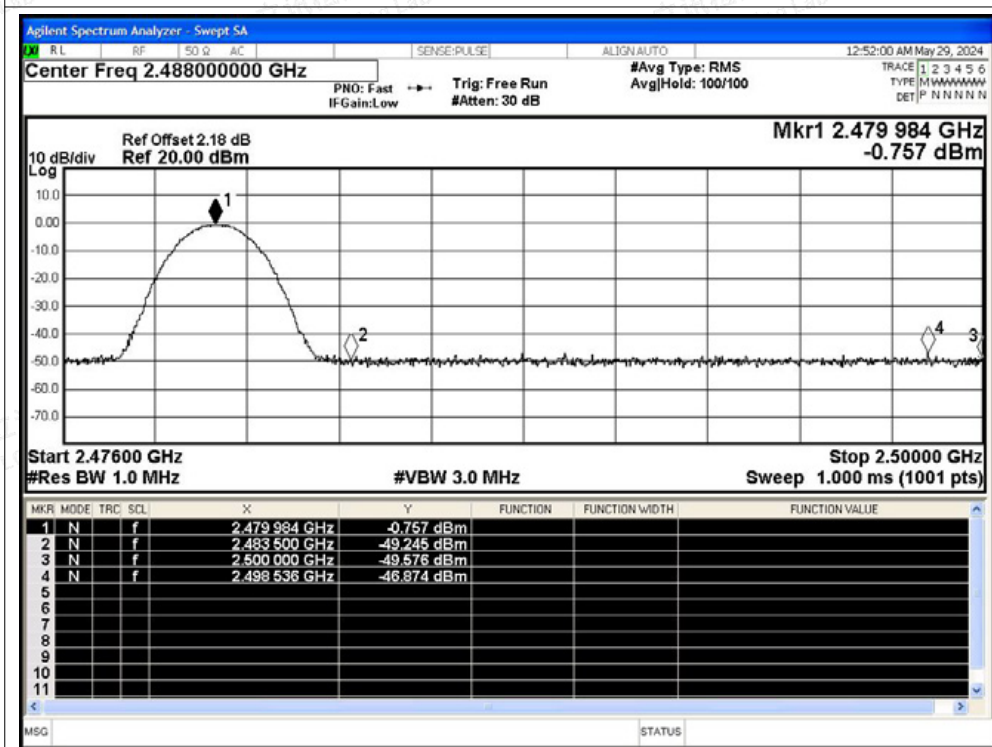 Agilent Spectrum Analyzer - Swept SA
RL RF 50 Ω AC SENSE:PULSE ALIGN AUTO 12:52:00 AM May 29, 2024
Center Freq 2.488000000 GHz
PNO: Fast
IFGain:Low
Trig: Free Run
#Atten: 30 dB
#Avg Type: RMS
Avg|Hold: 100/100
TRACE 1 2 3 4 5 6
TYPE MWWWWW
DET P N N N N N
Ref Offset 2.18 dB
10 dB/div Ref 20.00 dBm
Log
Mkr1 2.479 984 GHz
-0.757 dBm
10.0
0.00
-10.0
-20.0
-30.0
-40.0
-50.0
-60.0
-70.0
1
2
4
3
Start 2.47600 GHz Stop 2.50000 GHz
#Res BW 1.0 MHz #VBW 3.0 MHz Sweep 1.000 ms (1001 pts)
MKR MODE TRC SCL X Y FUNCTION FUNCTION WIDTH FUNCTION VALUE
1 N f 2.479 984 GHz -0.757 dBm
2 N f 2.483 500 GHz -49.245 dBm
3 N f 2.500 000 GHz -49.576 dBm
4 N f 2.498 536 GHz -46.874 dBm
5
6
7
8
9
10
11
MSG STATUS